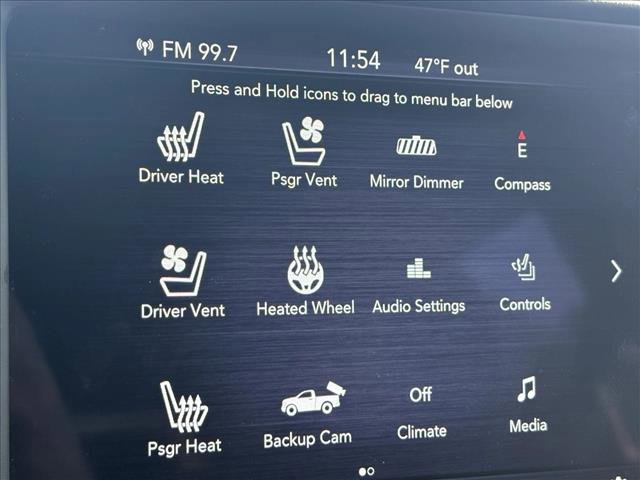 FM 99.7 11:54 47°F out
Press and Hold icons to drag to menu bar below
E
Driver Heat Psgr Vent Mirror Dimmer Compass
Driver Vent Heated Wheel Audio Settings Controls
Off
Psgr Heat Backup Cam Climate Media